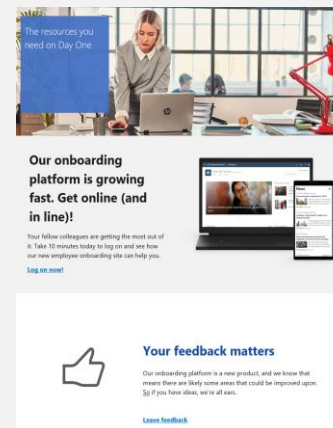 The resources you
need on Day One
Our onboarding
platform is growing
fast. Get online (and
in line)!
Your fellow colleagues are getting the most out of
it. Take 10 minutes today to log on and see how
our new employee onboarding site can help you.
Log on now!
Your feedback matters
Our onboarding platform is a new product, and we know that
means there are likely some areas that could be improved upon.
So if you have ideas, we're all ears.
Leave feedback